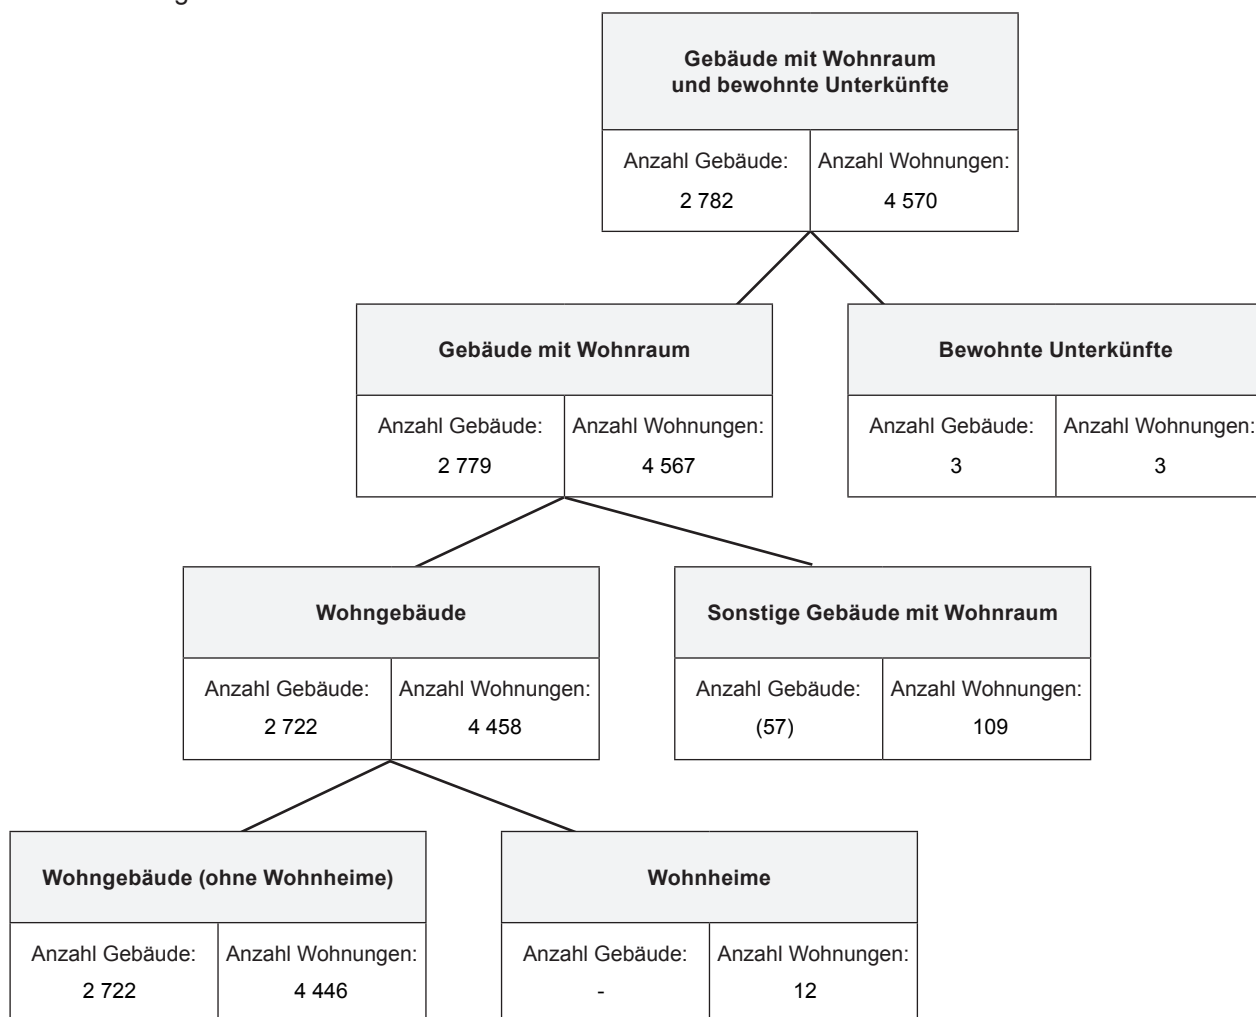 Gebäude mit Wohnraum
und bewohnte Unterkünfte
Anzahl Gebäude: Anzahl Wohnungen:
2 782 4 570
Gebäude mit Wohnraum
Anzahl Gebäude: Anzahl Wohnungen:
2 779 4 567
Bewohnte Unterkünfte
Anzahl Gebäude: Anzahl Wohnungen:
3 3
Wohngebäude
Anzahl Gebäude: Anzahl Wohnungen:
2 722 4 458
Sonstige Gebäude mit Wohnraum
Anzahl Gebäude: Anzahl Wohnungen:
(57) 109
Wohngebäude (ohne Wohnheime)
Anzahl Gebäude: Anzahl Wohnungen:
2 722 4 446
Wohnheime
Anzahl Gebäude: Anzahl Wohnungen:
- 12